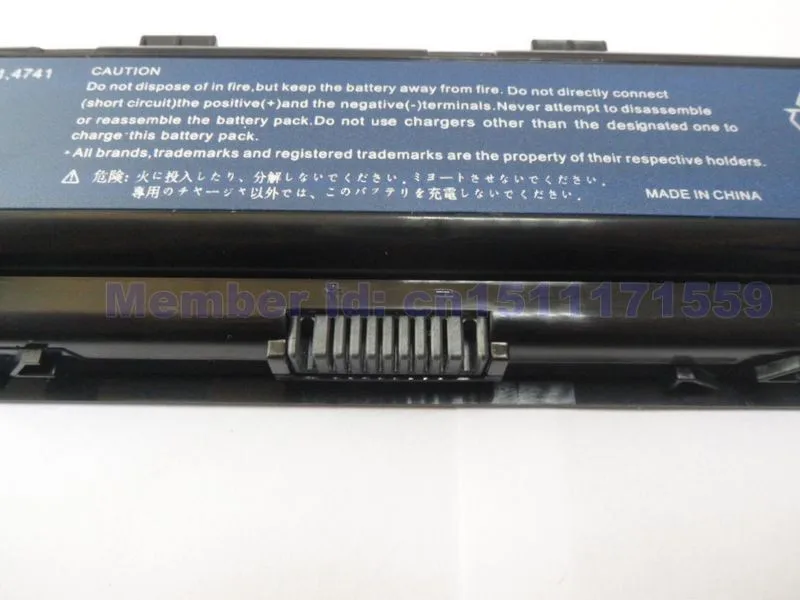 ,4741
CAUTION
Do not dispose of in fire,but keep the battery away from fire. Do not directly connect
(short circuit)the positive(+)and the negative(-)terminals.Never attempt to disassemble
or reassemble the battery pack.Do not use chargers other than the designated one to
charge this battery pack.
All brands,trademarks and registered trademarks are the property of their respective holders.
⚠ 危険: 火に投入したり, 分解しないでください. ミヨートさせないでください.
専用のチャージャ以外では, このバッテリを充電しないでください.
MADE IN CHINA
Member id: cn1511171559